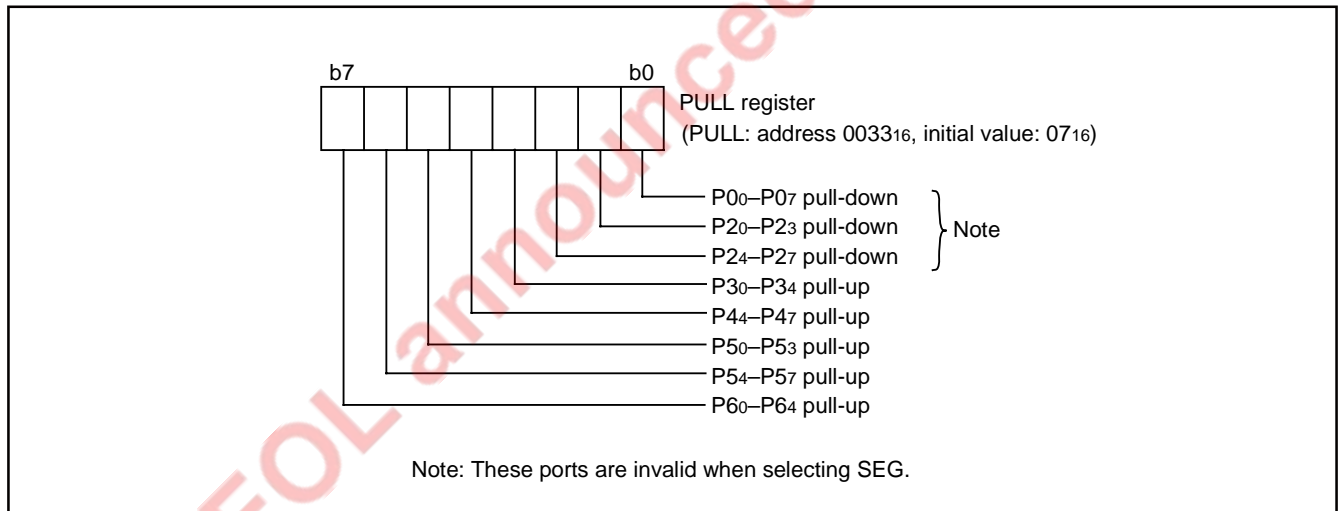 b7 b0
PULL register
(PULL: address 003316, initial value: 0716)
P00–P07 pull-down
P20–P23 pull-down
Note
P24–P27 pull-down
P30–P34 pull-up
P44–P47 pull-up
P50–P53 pull-up
P54–P57 pull-up
P60–P64 pull-up
Note: These ports are invalid when selecting SEG.
EOL announced